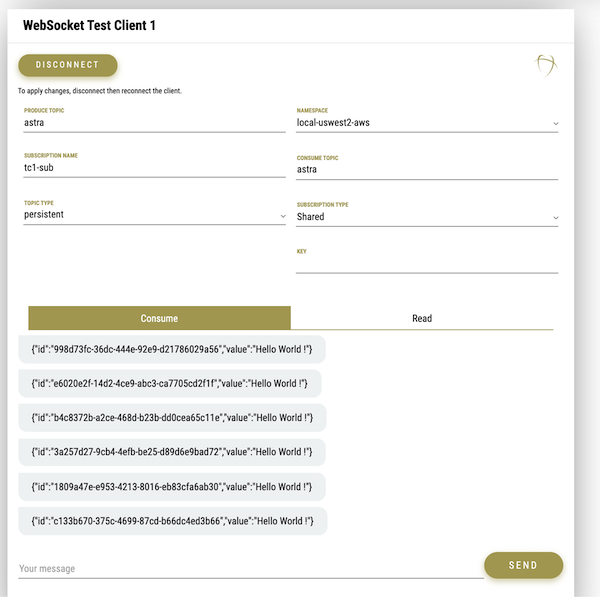 WebSocket Test Client 1
DISCONNECT
To apply changes, disconnect then reconnect the client.
PRODUCE TOPIC
astra
NAMESPACE
local-uswest2-aws
SUBSCRIPTION NAME
tc1-sub
CONSUME TOPIC
astra
TOPIC TYPE
persistent
SUBSCRIPTION TYPE
Shared
KEY
Consume
Read
{"id":"998d73fc-36dc-444e-92e9-d21786029a56","value":"Hello World !"}
{"id":"e6020e2f-14d2-4ce9-abc3-ca7705cd2f1f","value":"Hello World !"}
{"id":"b4c8372b-a2ce-468d-b23b-dd0cea65c11e","value":"Hello World !"}
{"id":"3a257d27-9cb4-4efb-be25-d89d6e9bad72","value":"Hello World !"}
{"id":"1809a47e-e953-4213-8016-eb83cfa6ab30","value":"Hello World !"}
{"id":"c133b670-375c-4699-87cd-b66dc4ed3b66","value":"Hello World !"}
Your message
SEND